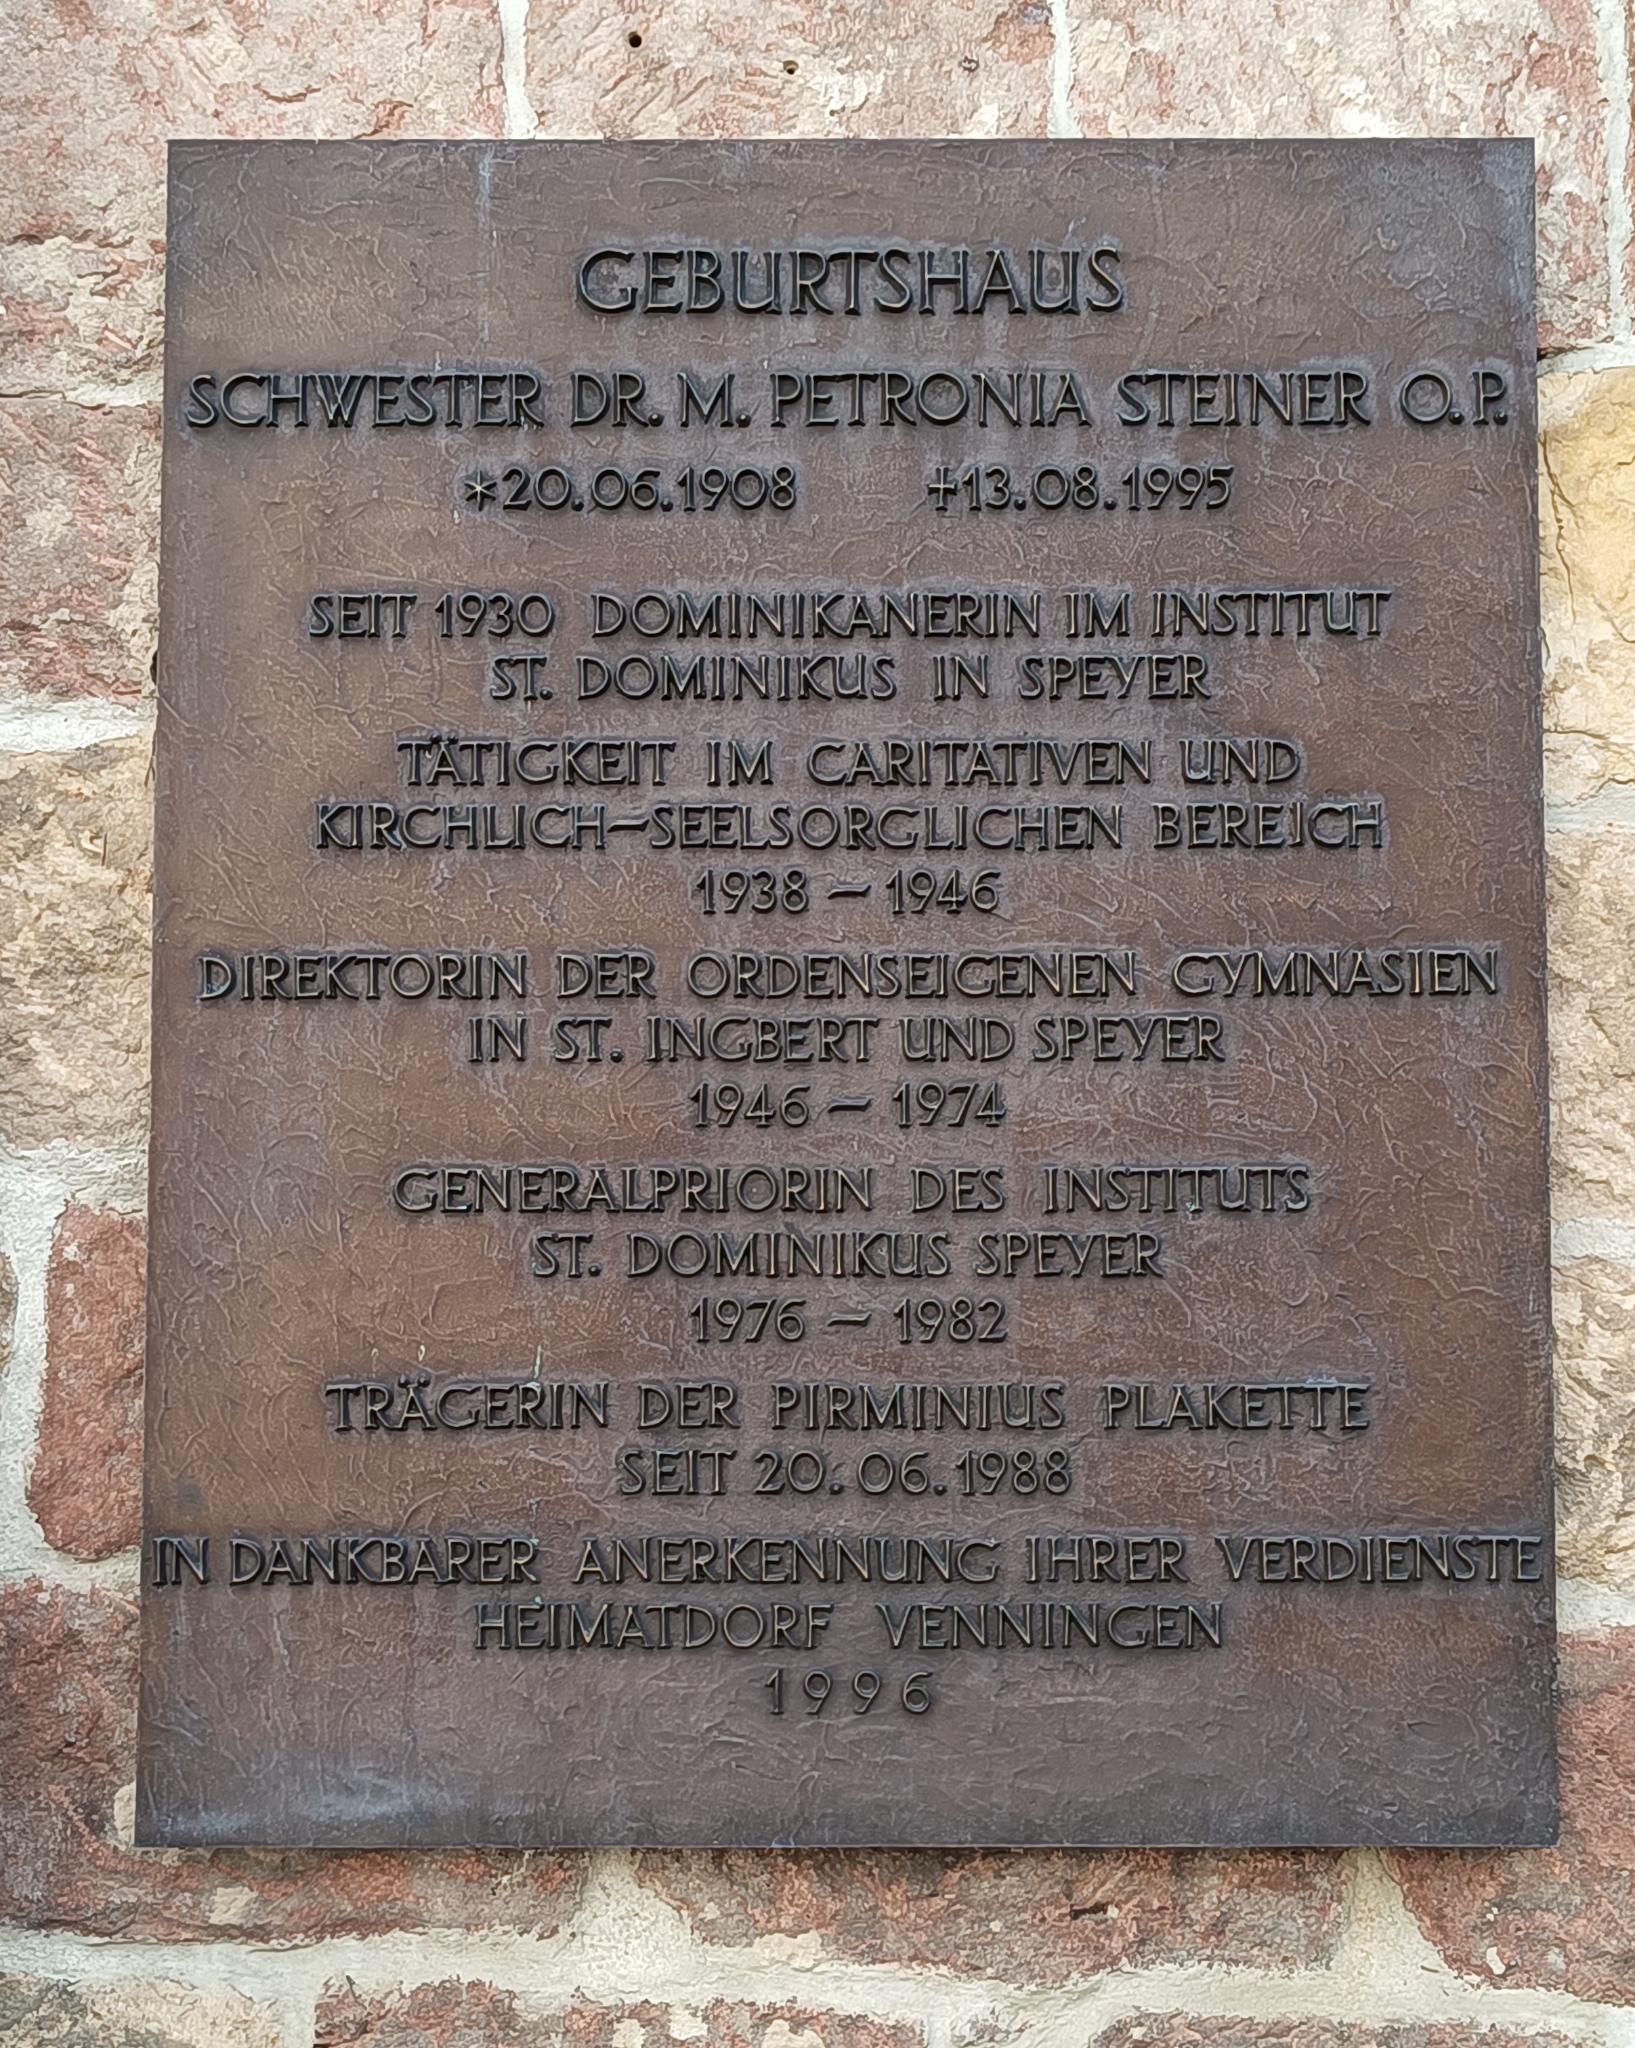 GEBURTSHAUS
SCHWESTER DR. M. PETRONIA STEINER O.P.
*20.06.1908 †13.08.1995
SEIT 1930 DOMINIKANERIN IM INSTITUT
ST. DOMINIKUS IN SPEYER
TÄTIGKEIT IM CARITATIVEN UND
KIRCHLICH-SEELSORGLICHEN BEREICH
1938 - 1946
DIREKTORIN DER ORDENSEIGENEN GYMNASIEN
IN ST. INGBERT UND SPEYER
1946 - 1974
GENERALPRIORIN DES INSTITUTS
ST. DOMINIKUS SPEYER
1976 - 1982
TRÄGERIN DER PIRMINIUS PLAKETTE
SEIT 20.06.1988
IN DANKBARER ANERKENNUNG IHRER VERDIENSTE
HEIMATDORF VENNINGEN
1996